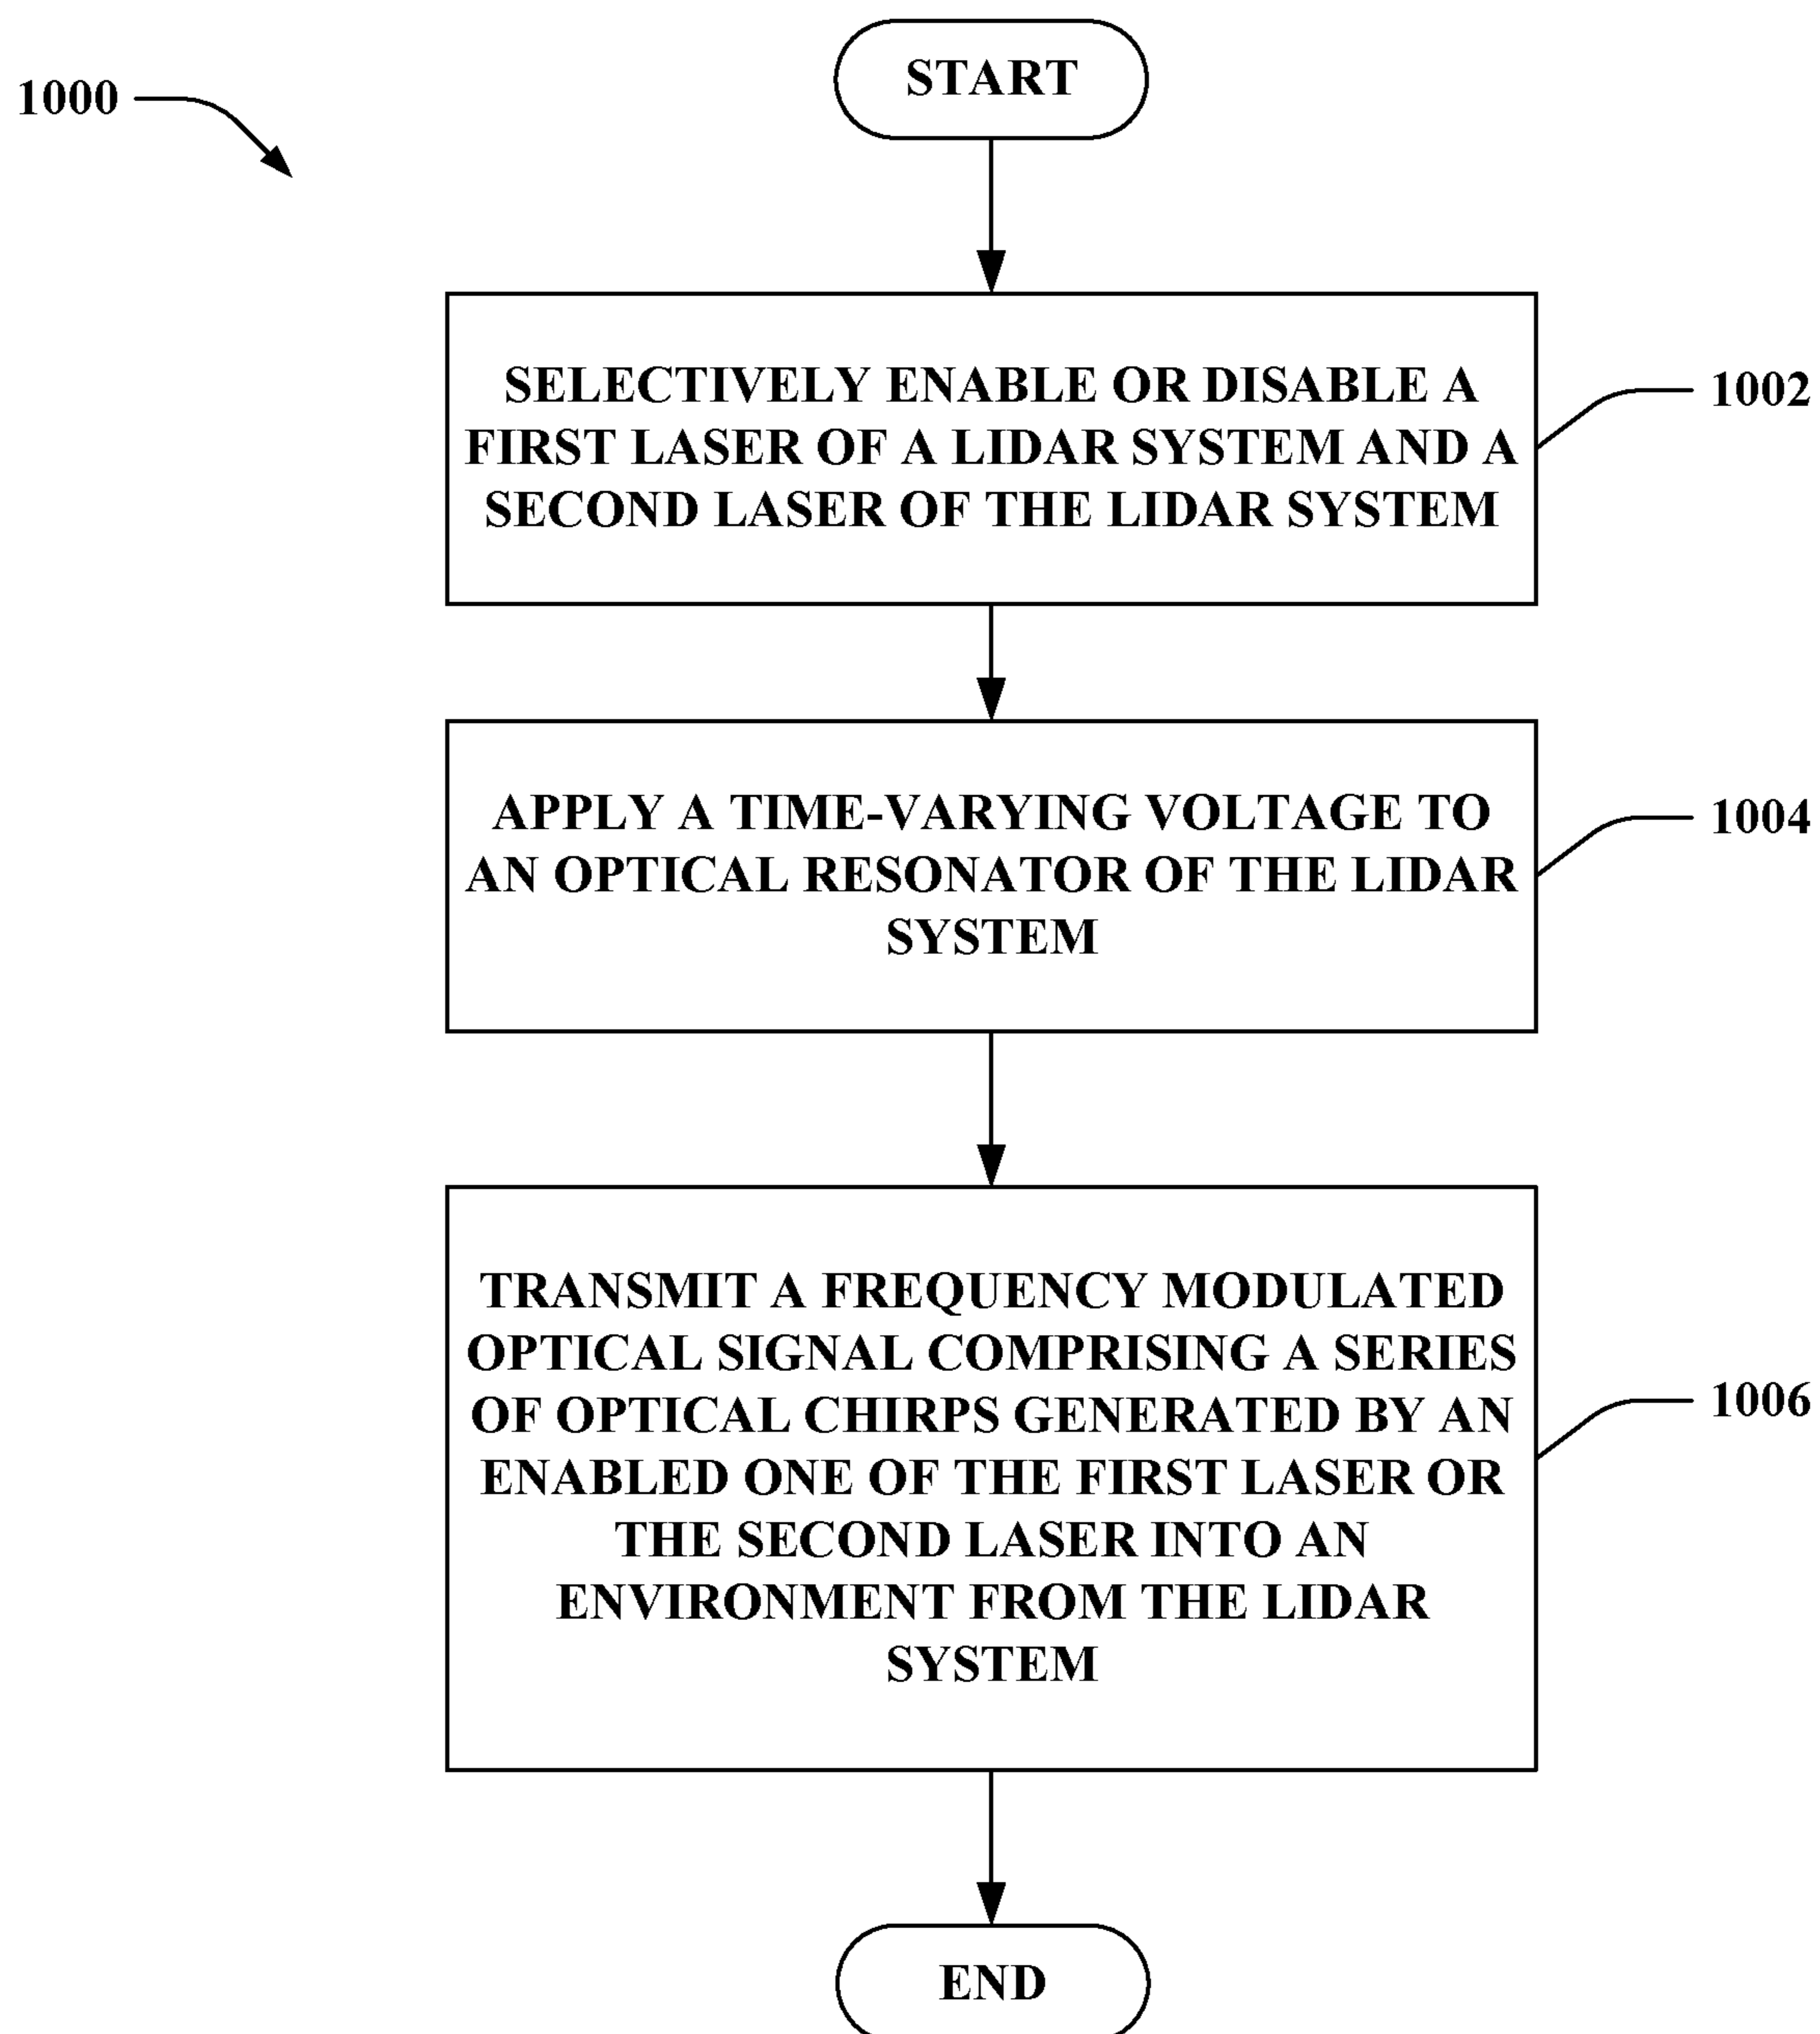 START
1000
SELECTIVELY ENABLE OR DISABLE A
FIRST LASER OF A LIDAR SYSTEM AND A
SECOND LASER OF THE LIDAR SYSTEM
1002
APPLY A TIME-VARYING VOLTAGE TO
AN OPTICAL RESONATOR OF THE LIDAR
SYSTEM
1004
TRANSMIT A FREQUENCY MODULATED
OPTICAL SIGNAL COMPRISING A SERIES
OF OPTICAL CHIRPS GENERATED BY AN
ENABLED ONE OF THE FIRST LASER OR
THE SECOND LASER INTO AN
ENVIRONMENT FROM THE LIDAR
SYSTEM
1006
END